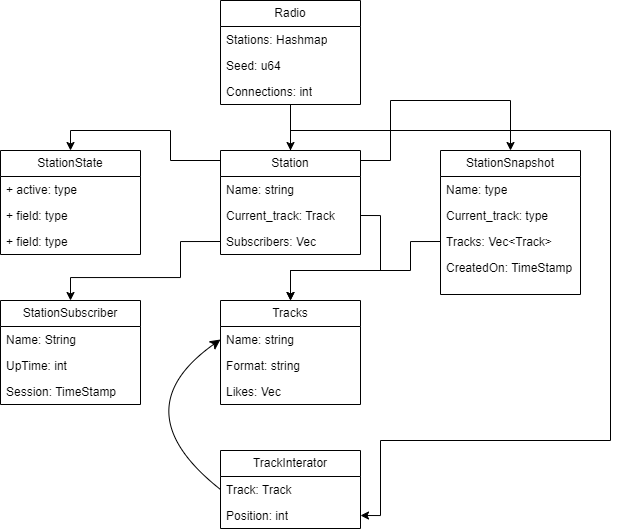 Radio
Stations: Hashmap
Seed: u64
Connections: int
StationState
+ active: type
+ field: type
+ field: type
Station
Name: string
Current_track: Track
Subscribers: Vec
StationSnapshot
Name: type
Current_track: type
Tracks: Vec<Track>
CreatedOn: TimeStamp
StationSubscriber
Name: String
UpTime: int
Session: TimeStamp
Tracks
Name: string
Format: string
Likes: Vec
TrackInterator
Track: Track
Position: int